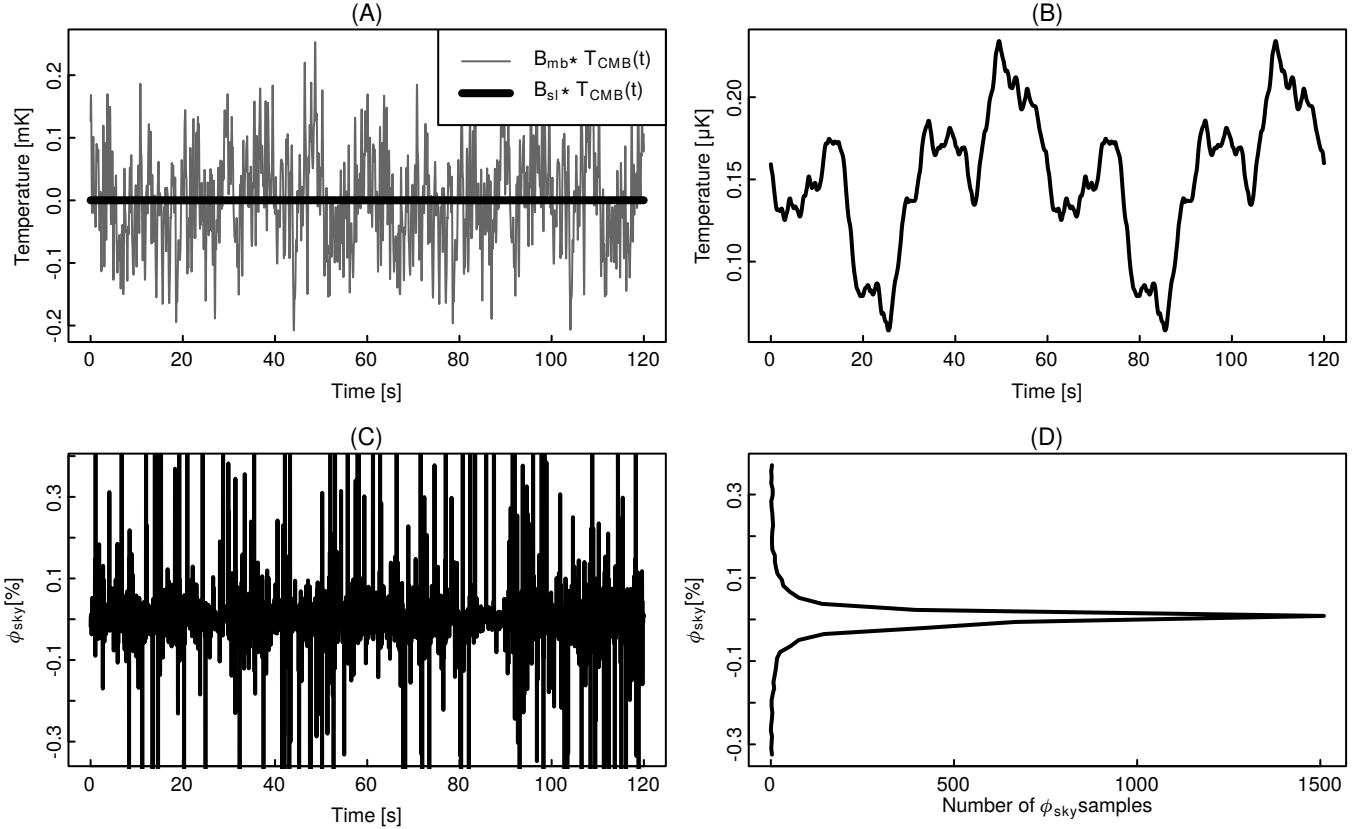 (A)
Temperature [mK]
0.2
0.1
0.0
-0.1
-0.2
B_mb* T_CMB(t)
B_sl* T_CMB(t)
0 20 40 60 80 100 120
Time [s]
(B)
Temperature [µK]
0.20
0.15
0.10
0 20 40 60 80 100 120
Time [s]
(C)
ϕ_sky[%]
0.3
0.1
-0.1
-0.3
0 20 40 60 80 100 120
Time [s]
(D)
ϕ_sky[%]
0.3
0.1
-0.1
-0.3
0 500 1000 1500
Number of ϕ_sky samples